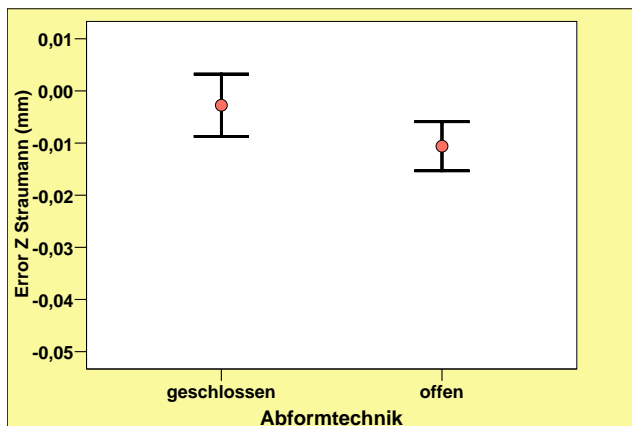 Error Z Straumann (mm)
0,01
0,00
-0,01
-0,02
-0,03
-0,04
-0,05
geschlossen offen
Abformtechnik